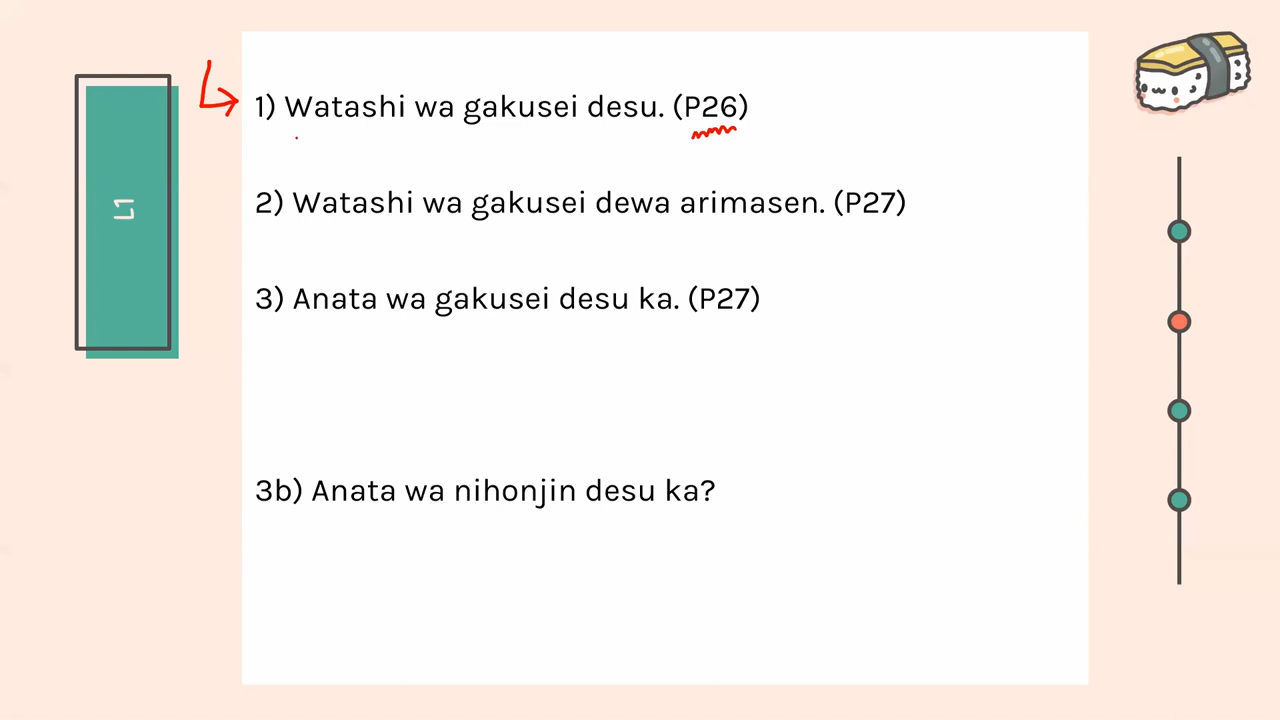 L1
1) Watashi wa gakusei desu. (P26)
2) Watashi wa gakusei dewa arimasen. (P27)
3) Anata wa gakusei desu ka. (P27)
3b) Anata wa nihonjin desu ka?